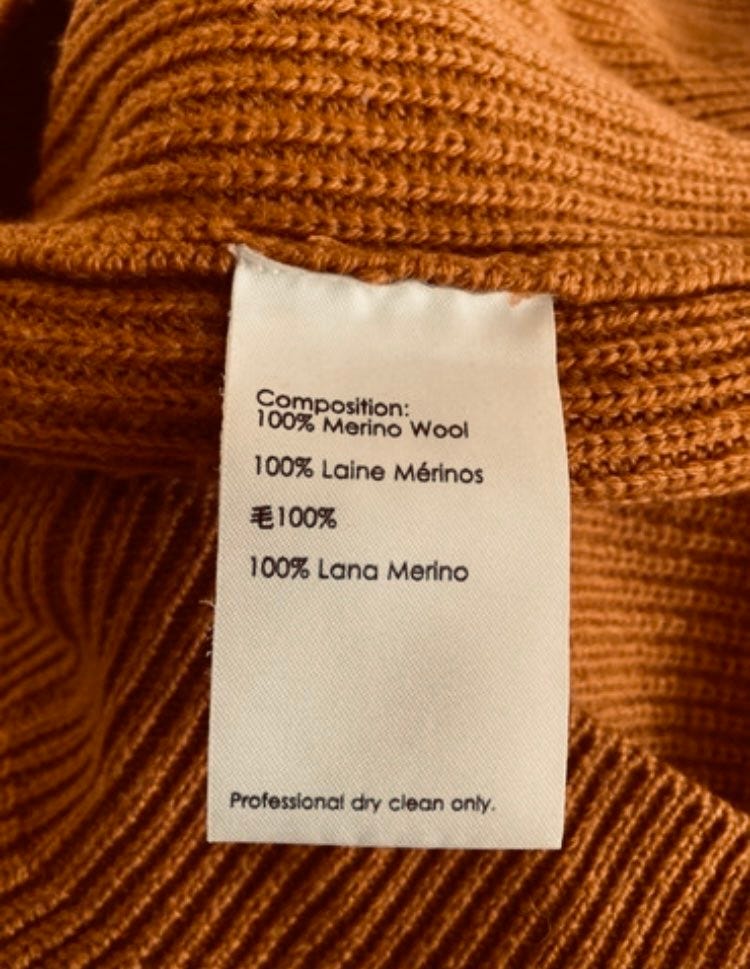 Composition:
100% Merino Wool
100% Laine Mérinos
毛100%
100% Lana Merino
Professional dry clean only.